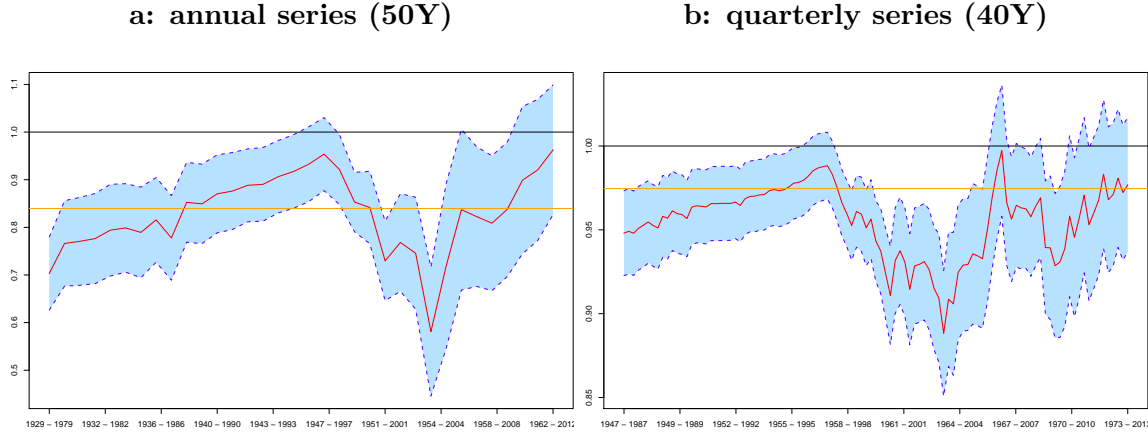 a: annual series (50Y)
1.1
1.0
0.9
0.8
0.7
0.6
0.5
1929 − 1979 1932 − 1982 1936 − 1986 1940 − 1990 1943 − 1993 1947 − 1997 1951 − 2001 1954 − 2004 1958 − 2008 1962 − 2012
b: quarterly series (40Y)
1.00
0.95
0.90
0.85
1947 − 1987 1949 − 1989 1952 − 1992 1955 − 1995 1958 − 1998 1961 − 2001 1964 − 2004 1967 − 2007 1970 − 2010 1973 −